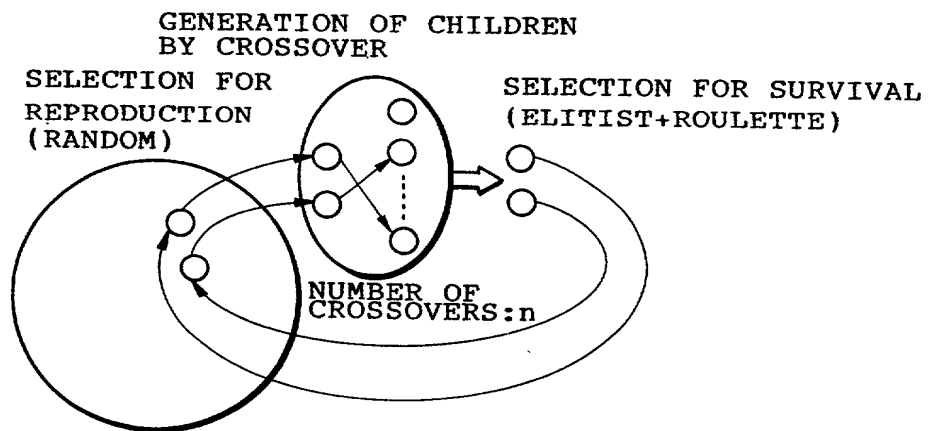 GENERATION OF CHILDREN
BY CROSSOVER
SELECTION FOR
REPRODUCTION
(RANDOM)
SELECTION FOR SURVIVAL
(ELITIST+ROULETTE)
NUMBER OF
CROSSOVERS:n